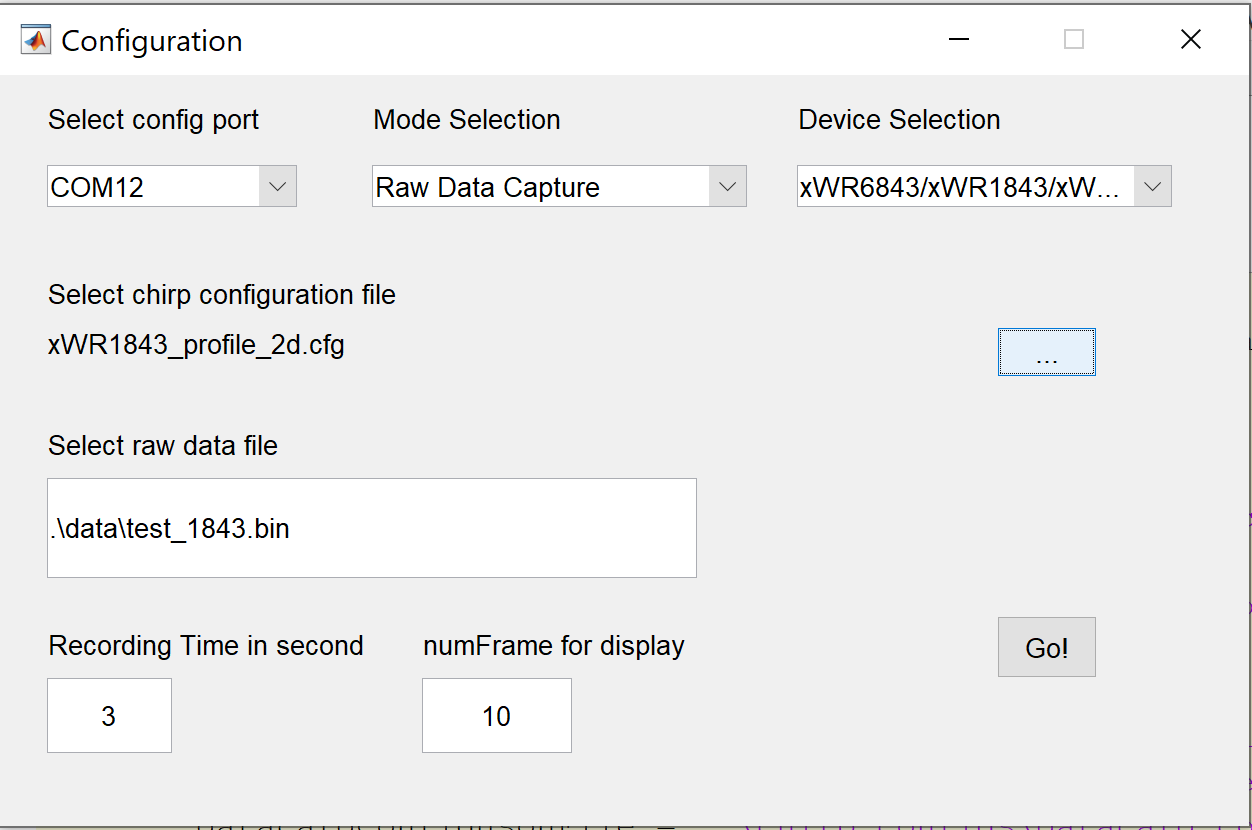 Configuration
Select config port Mode Selection Device Selection
COM12 Raw Data Capture xWR6843/xWR1843/xW...
Select chirp configuration file
xWR1843_profile_2d.cfg
...
Select raw data file
.\data\test_1843.bin
Recording Time in second numFrame for display
Go!
3 10